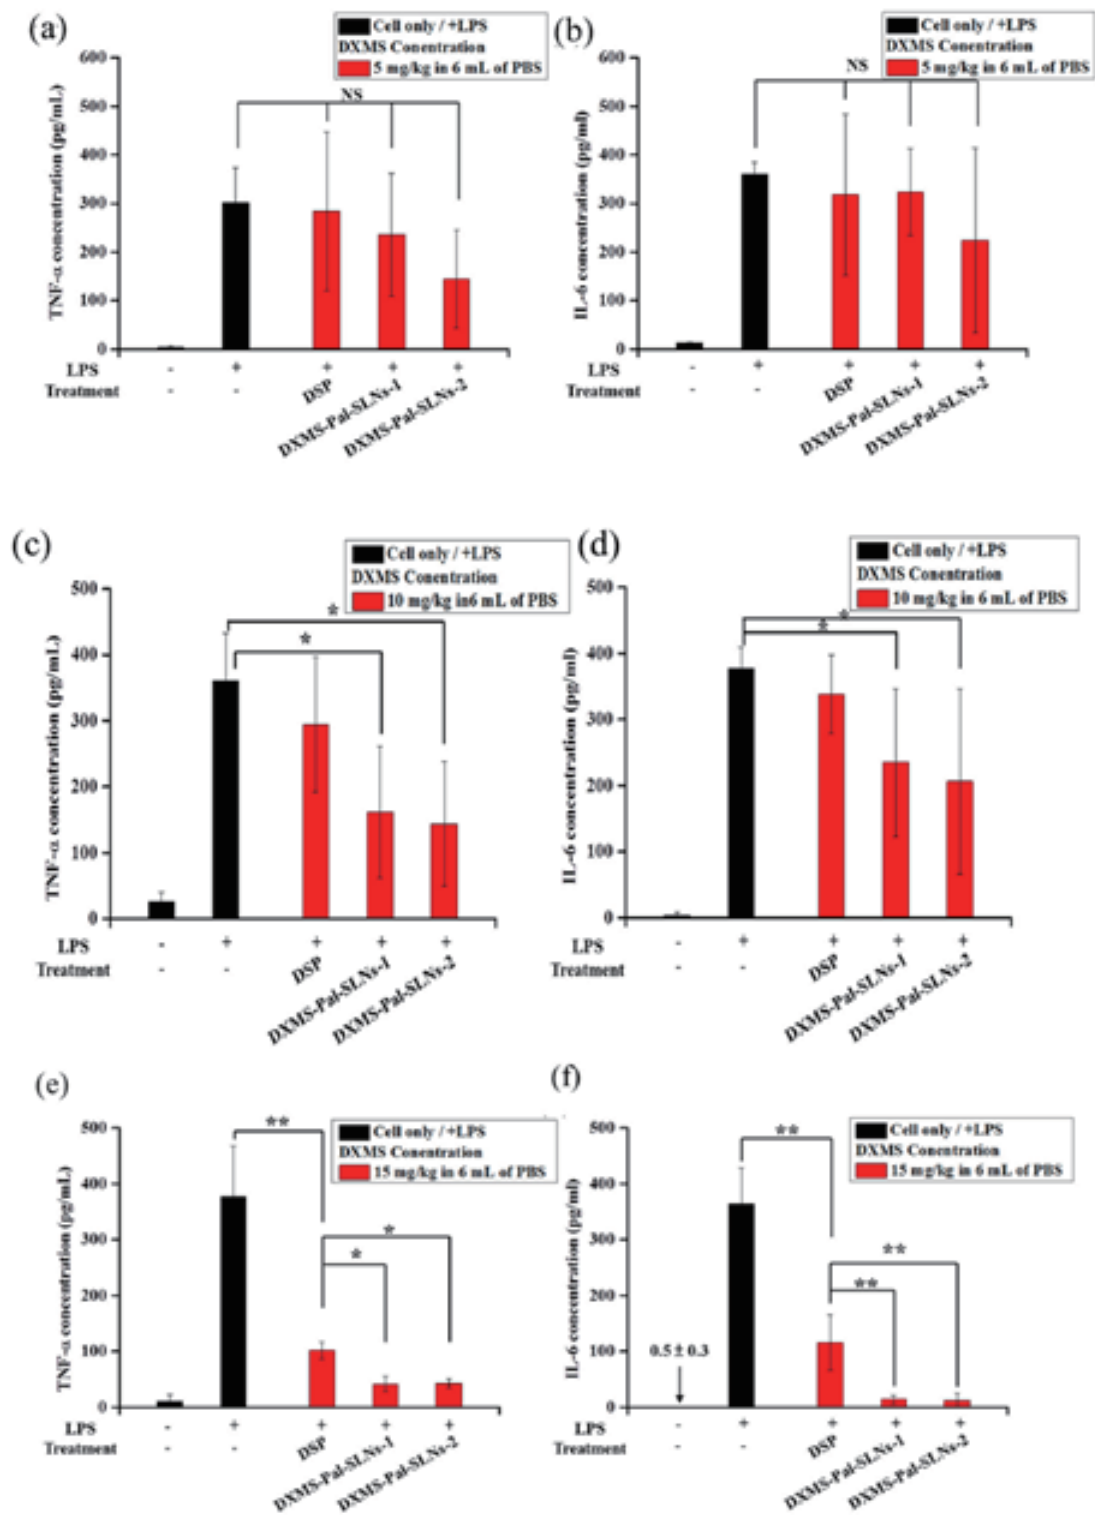 (a)
Cell only / +LPS
DXMS Conentration
5 mg/kg in 6 mL of PBS
600
500
400
300
200
100
0
TNF-α concentration (pg/mL)
NS
LPS - + + + +
Treatment - - DSP DXMS-Pal-SLNs-1 DXMS-Pal-SLNs-2
(b)
Cell only / +LPS
DXMS Conentration
5 mg/kg in 6 mL of PBS
600
500
400
300
200
100
0
IL-6 concentration (pg/ml)
NS
LPS - + + + +
Treatment - - DSP DXMS-Pal-SLNs-1 DXMS-Pal-SLNs-2
(c)
Cell only / +LPS
DXMS Conentration
10 mg/kg in6 mL of PBS
500
400
300
200
100
0
TNF-α concentration (pg/mL)
*
*
LPS - + + + +
Treatment - - DSP DXMS-Pal-SLNs-1 DXMS-Pal-SLNs-2
(d)
Cell only / +LPS
DXMS Conentration
10 mg/kg in 6 mL of PBS
500
400
300
200
100
0
IL-6 concentration (pg/ml)
*
*
LPS - + + + +
Treatment - - DSP DXMS-Pal-SLNs-1 DXMS-Pal-SLNs-2
(e)
Cell only / +LPS
DXMS Conentration
15 mg/kg in 6 mL of PBS
500
400
300
200
100
0
TNF-α concentration (pg/mL)
**
*
*
LPS - + + + +
Treatment - - DSP DXMS-Pal-SLNs-1 DXMS-Pal-SLNs-2
(f)
Cell only / +LPS
DXMS Conentration
15 mg/kg in 6 mL of PBS
500
400
300
200
100
0
IL-6 concentration (pg/ml)
**
**
**
0.5 ± 0.3
LPS - + + + +
Treatment - - DSP DXMS-Pal-SLNs-1 DXMS-Pal-SLNs-2